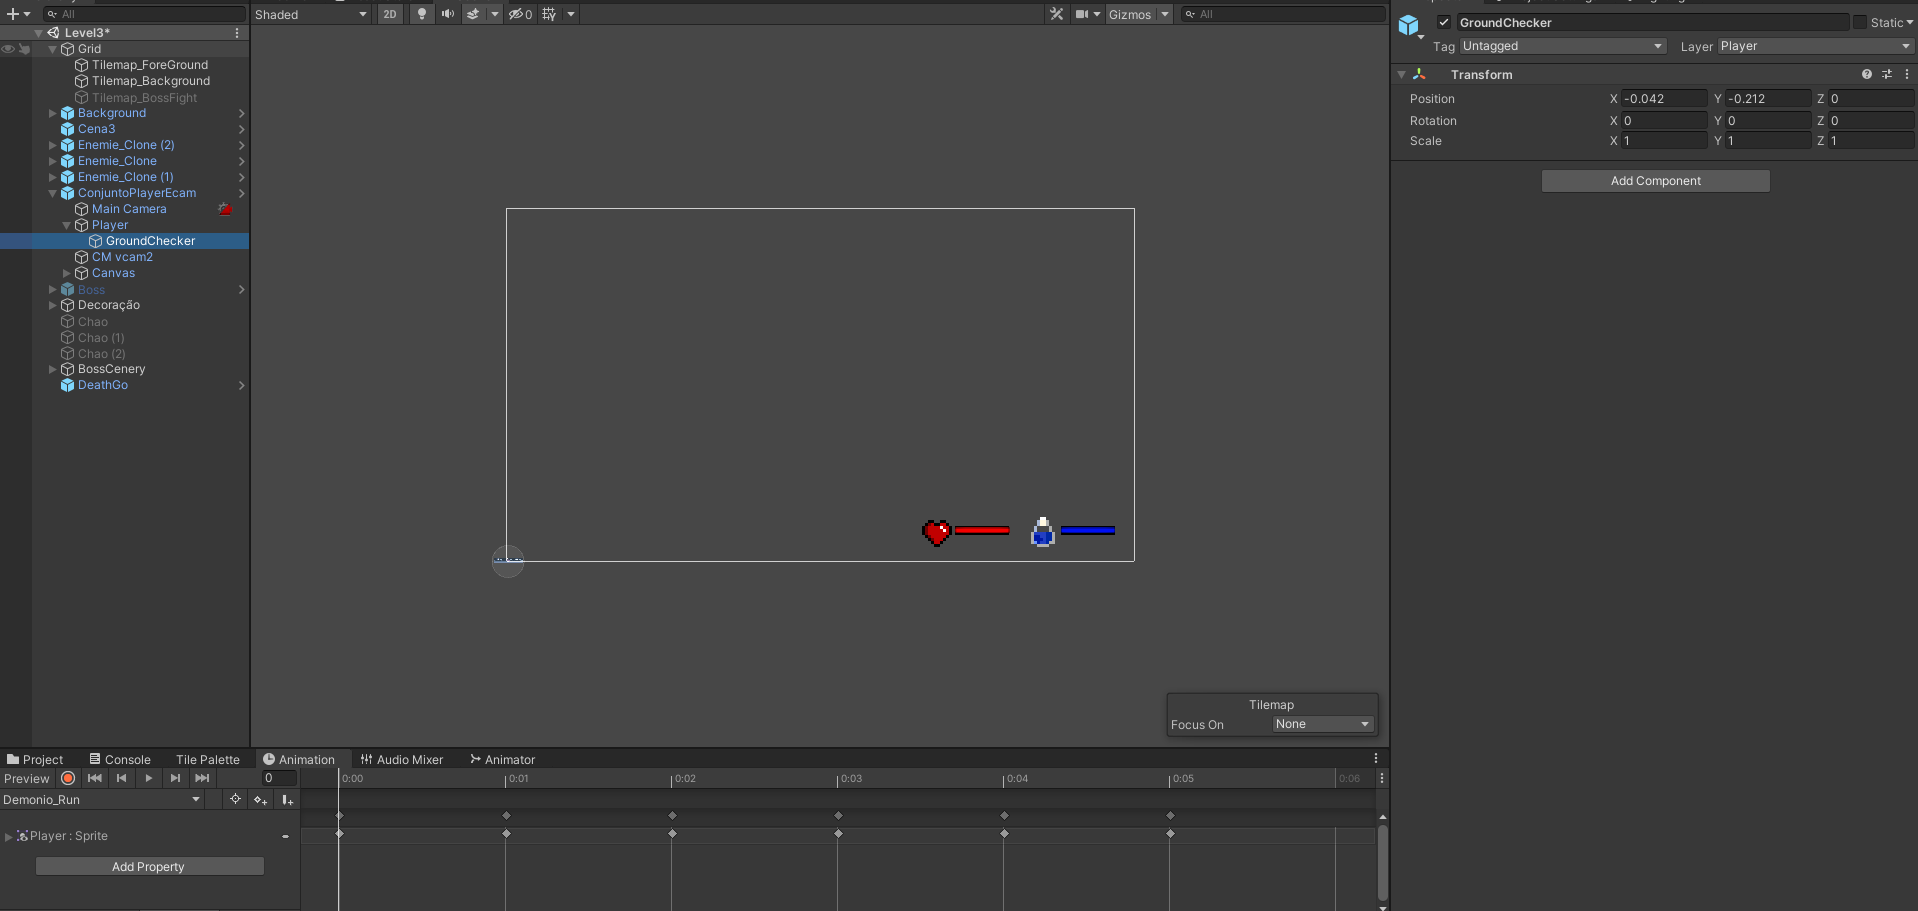 All
Level3*
Grid
Tilemap_ForeGround
Tilemap_Background
Tilemap_BossFight
Background
Cena3
Enemie_Clone (2)
Enemie_Clone
Enemie_Clone (1)
ConjuntoPlayerEcam
Main Camera
Player
GroundChecker
CM vcam2
Canvas
Boss
Decoração
Chao
Chao (1)
Chao (2)
BossCenery
DeathGo
Shaded
2D
0
Gizmos
All
Tilemap
Focus On None
GroundChecker Static
Tag Untagged Layer Player
Transform
Position X -0.042 Y -0.212 Z 0
Rotation X 0 Y 0 Z 0
Scale X 1 Y 1 Z 1
Add Component
Project Console Tile Palette Animation Audio Mixer Animator
Preview 0 0:00 0:01 0:02 0:03 0:04 0:05 0:06
Demonio_Run
Player : Sprite
Add Property